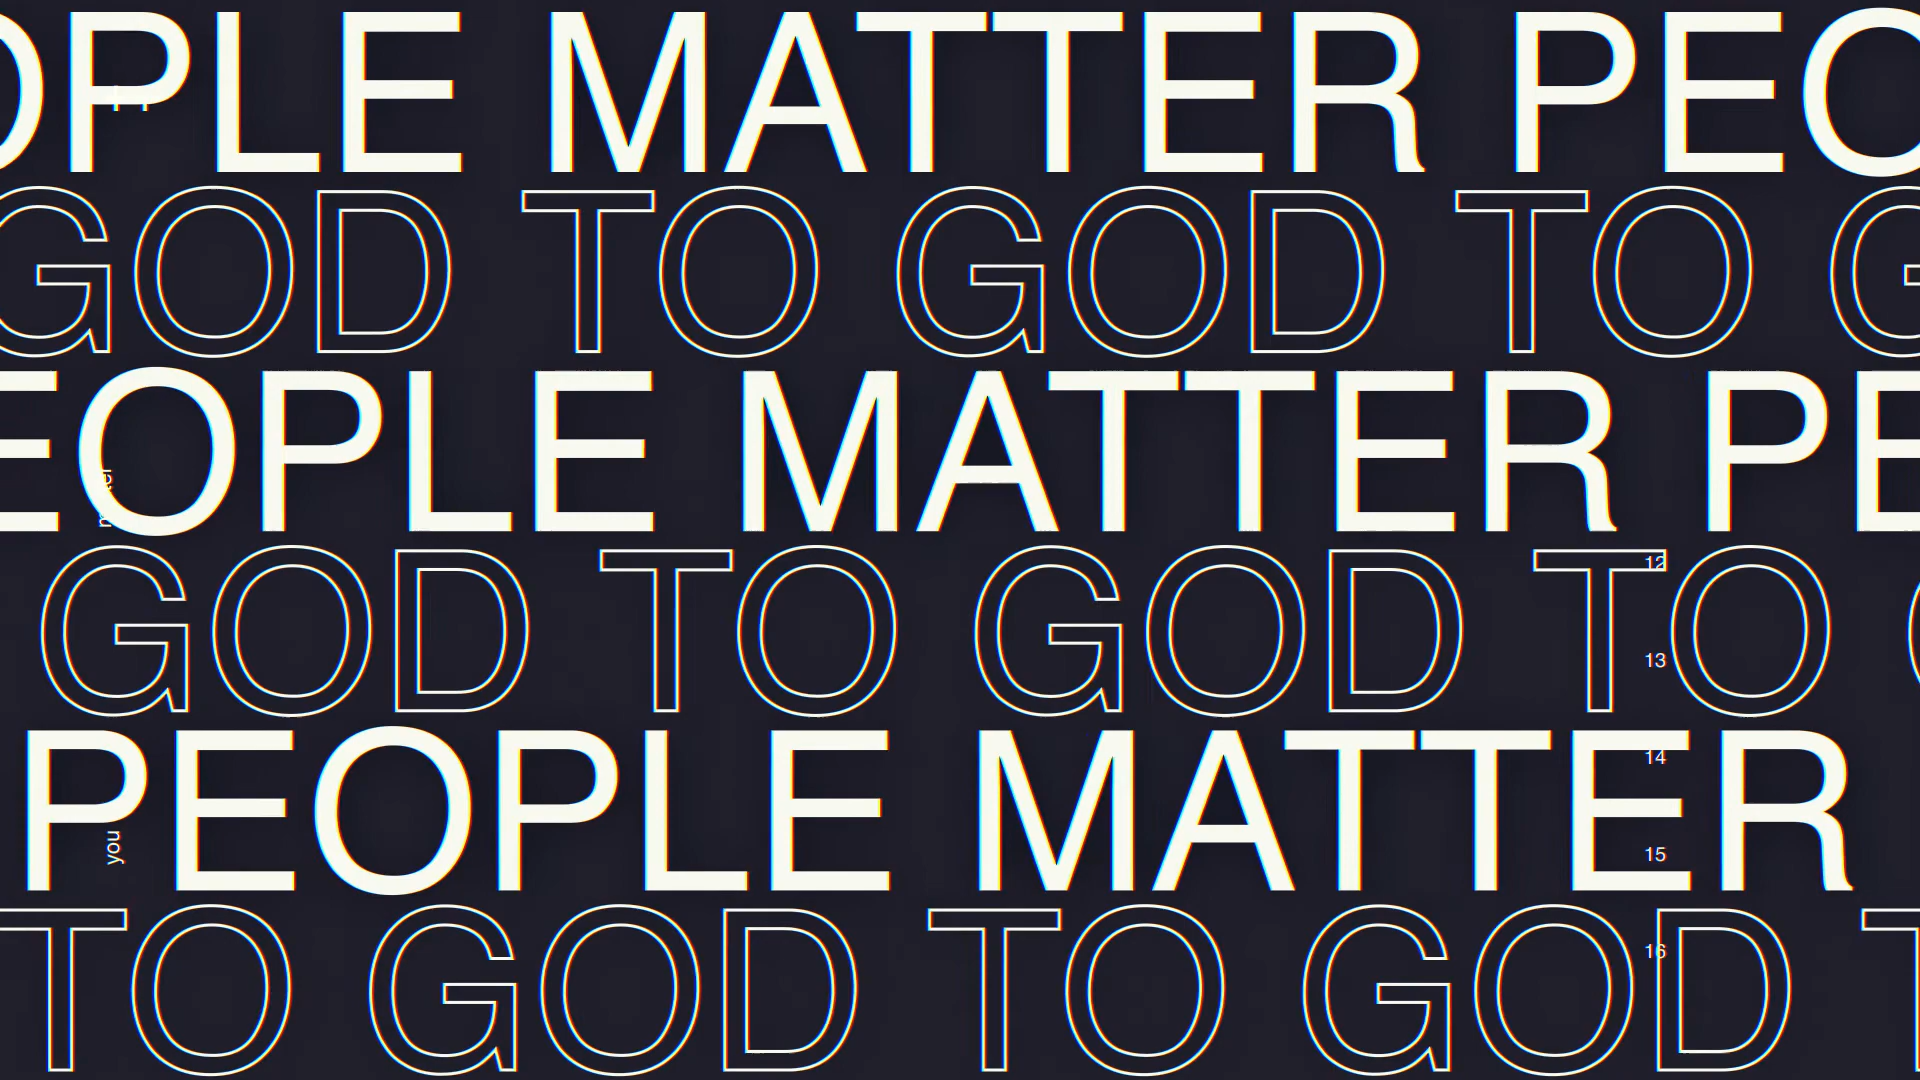 OPLE MATTER PEO
GOD TO GOD TO G
EOPLE MATTER PE
GOD TO GOD TO
12
13
PEOPLE MATTER
14
you
15
TO GOD TO GOD
16